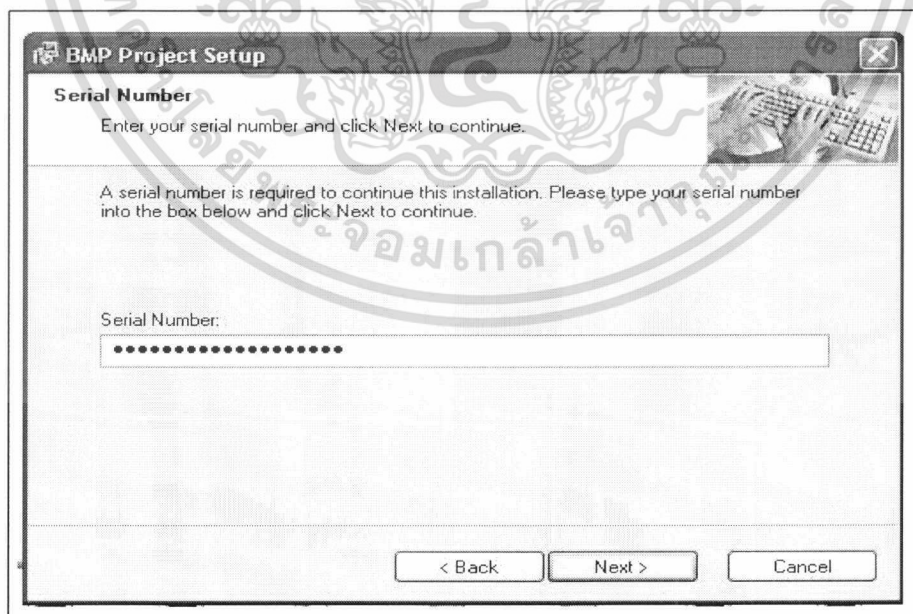 BMP Project Setup
Serial Number
Enter your serial number and click Next to continue.
A serial number is required to continue this installation. Please type your serial number
into the box below and click Next to continue.
จอมเกล้าเจ้าคุณ
Serial Number:
•••••••••••••••••••
< Back
Next >
Cancel